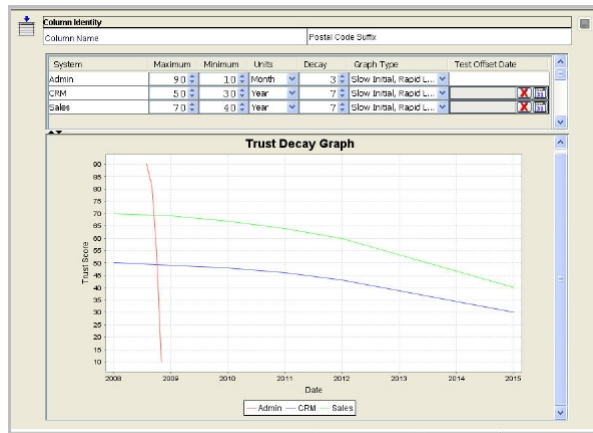 Column Identity
Column Name Postal Code Suffix
System Maximum Minimum Units Decay Graph Type Test Offset Date
Admin 90 10 Month 3 Slow Initial, Rapid L...
CRM 50 30 Year 7 Slow Initial, Rapid L...
Sales 70 40 Year 7 Slow Initial, Rapid L...
Trust Decay Graph
90
85
80
75
70
65
60
55
50
45
40
35
30
25
20
15
10
Trust Score
2008 2009 2010 2011 2012 2013 2014 2015
Date
Admin CRM Sales